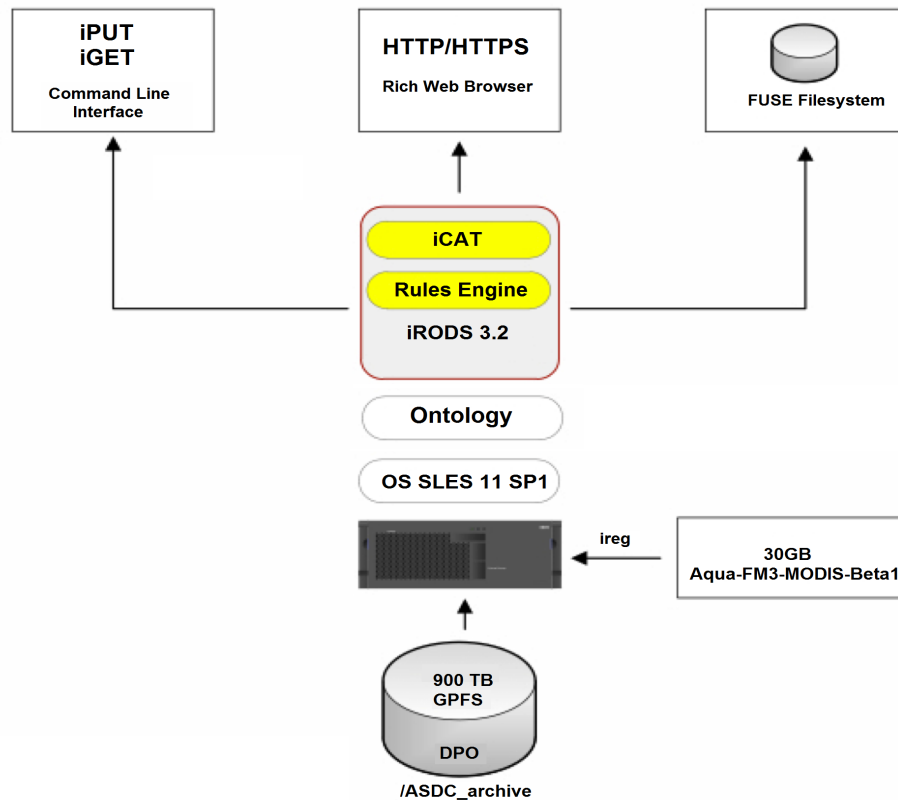 iPUT
iGET
Command Line
Interface
HTTP/HTTPS
Rich Web Browser
FUSE Filesystem
iCAT
Rules Engine
iRODS 3.2
Ontology
OS SLES 11 SP1
ireg
30GB
Aqua-FM3-MODIS-Beta1
900 TB
GPFS
DPO
/ASDC_archive